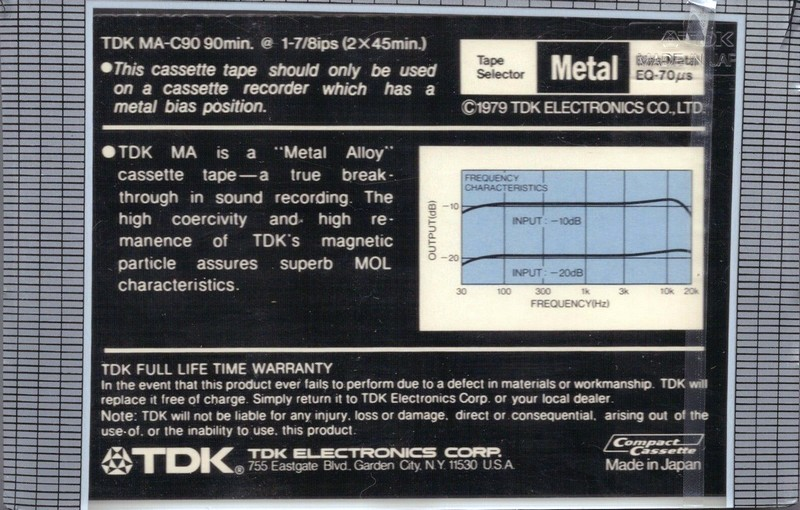 TDK MA-C90 90min. @ 1-7/8ips (2×45min.)
●This cassette tape should only be used
on a cassette recorder which has a
metal bias position.
Tape
Selector
Metal
EQ-70μs
©1979 TDK ELECTRONICS CO., LTD.
TDK
●TDK MA is a "Metal Alloy"
cassette tape—a true break-
through in sound recording. The
high coercivity and high re-
manence of TDK's magnetic
particle assures superb MOL
characteristics.
FREQUENCY
CHARACTERISTICS
OUTPUT(dB)
-10
INPUT : -10dB
-20
INPUT : -20dB
30 100 300 1k 3k 10k 20k
FREQUENCY(Hz)
TDK FULL LIFE TIME WARRANTY
In the event that this product ever fails to perform due to a defect in materials or workmanship. TDK will
replace it free of charge. Simply return it to TDK Electronics Corp. or your local dealer.
Note: TDK will not be liable for any injury, loss or damage, direct or consequential, arising out of the
use-of, or the inability to use, this product.
TDK® TDK ELECTRONICS CORP.
755 Eastgate Blvd. Garden City, N.Y. 11530 U.S.A.
Compact
Cassette
Made in Japan